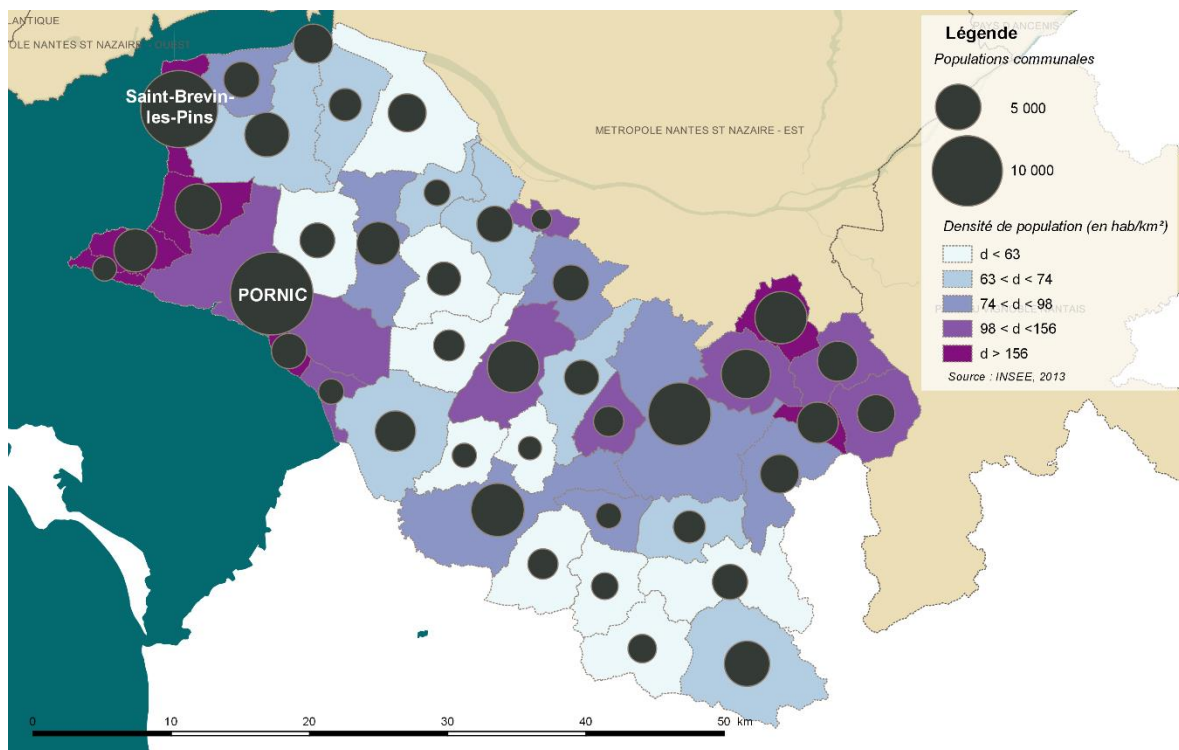 LANTIQUE
OLE NANTES ST NAZAIRE - OUEST
PAYS D'ANCENIS
Légende
Populations communales
5 000
10 000
Densité de population (en hab/km²)
d < 63
63 < d < 74
74 < d < 98
98 < d <156
d > 156
Source : INSEE, 2013
METROPOLE NANTES ST NAZAIRE - EST
Saint-Brevin-
les-Pins
PORNIC
0
10
20
30
40
50 km